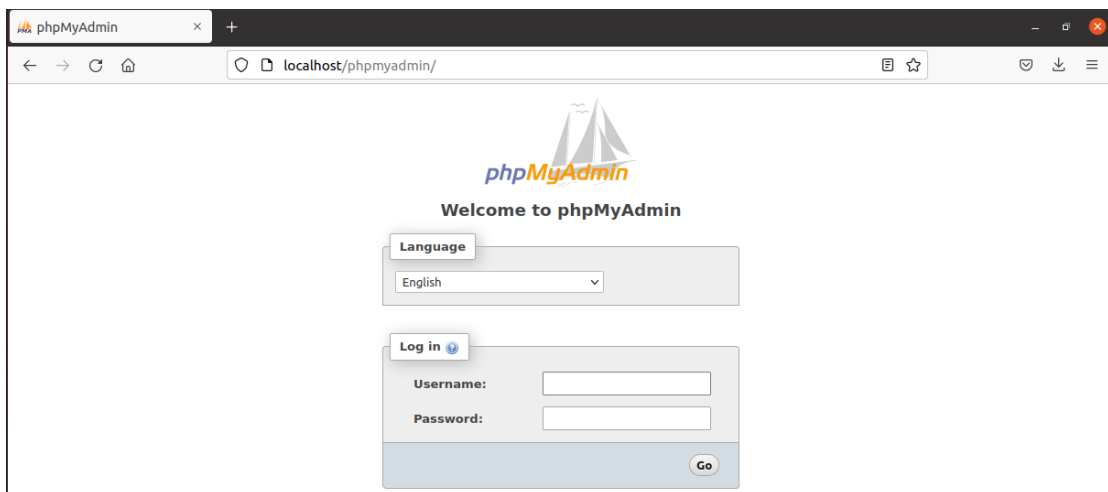 phpMyAdmin
localhost/phpmyadmin/
phpMyAdmin
Welcome to phpMyAdmin
Language
English
Log in
Username:
Password:
Go